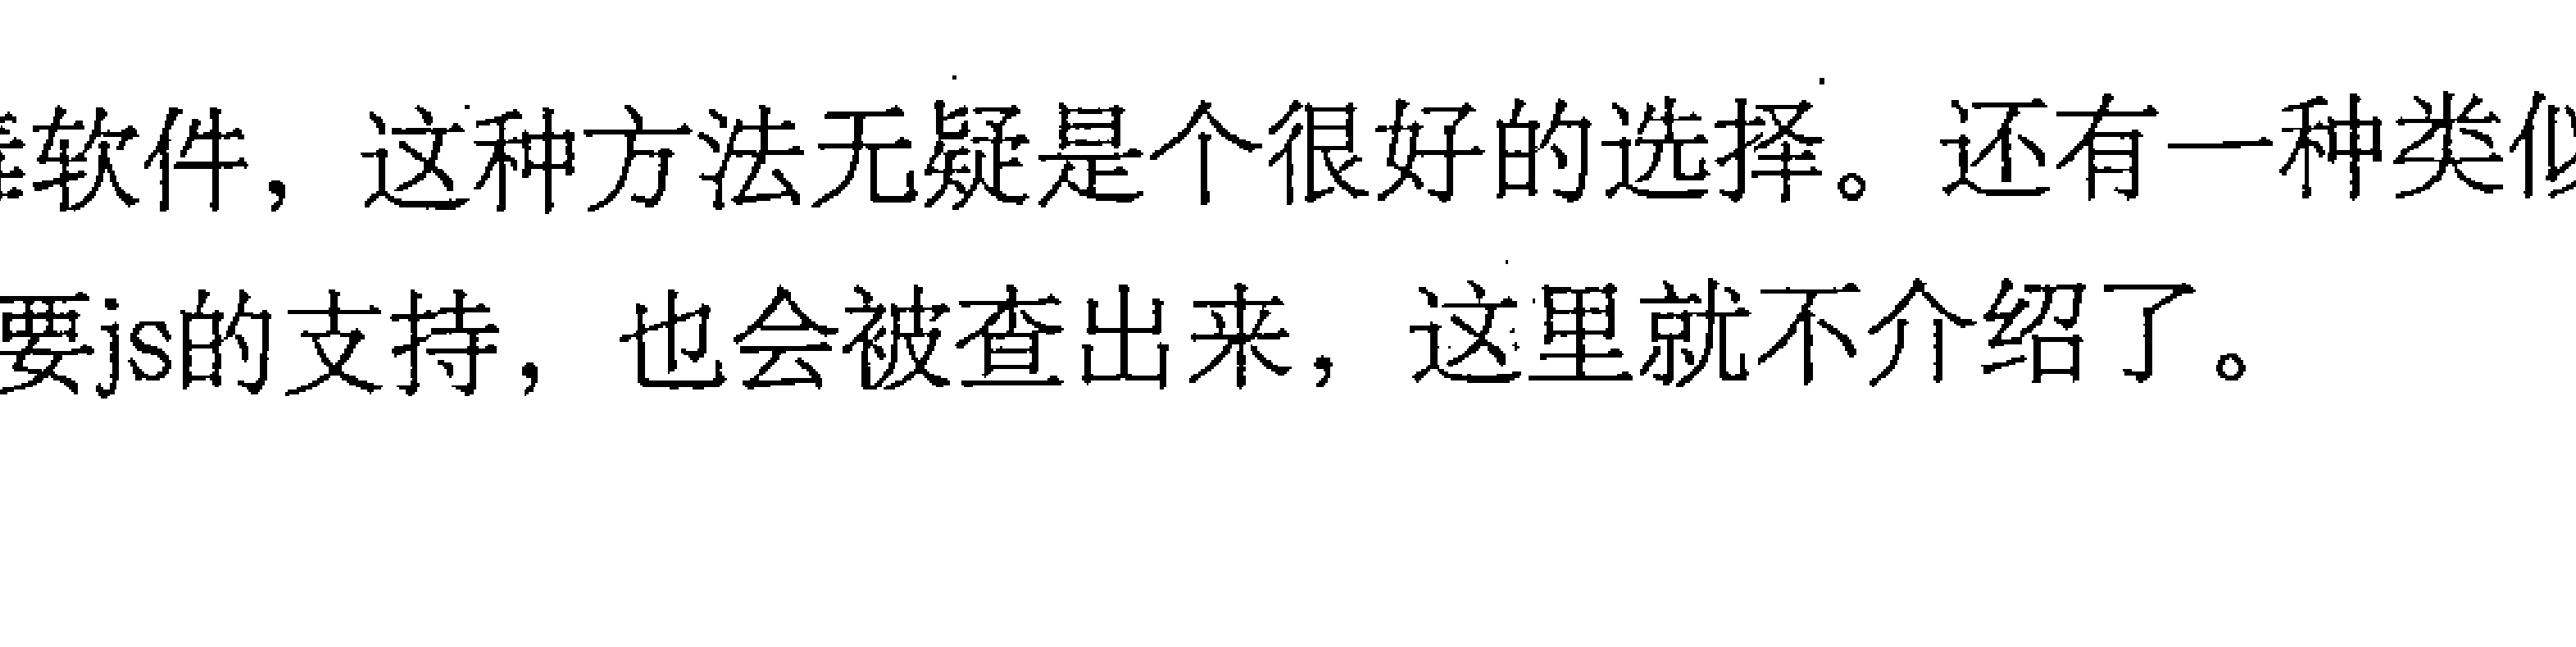 软件，这种方法无疑是个很好的选择。还有一种类似
要js的支持，也会被查出来，这里就不介绍了。